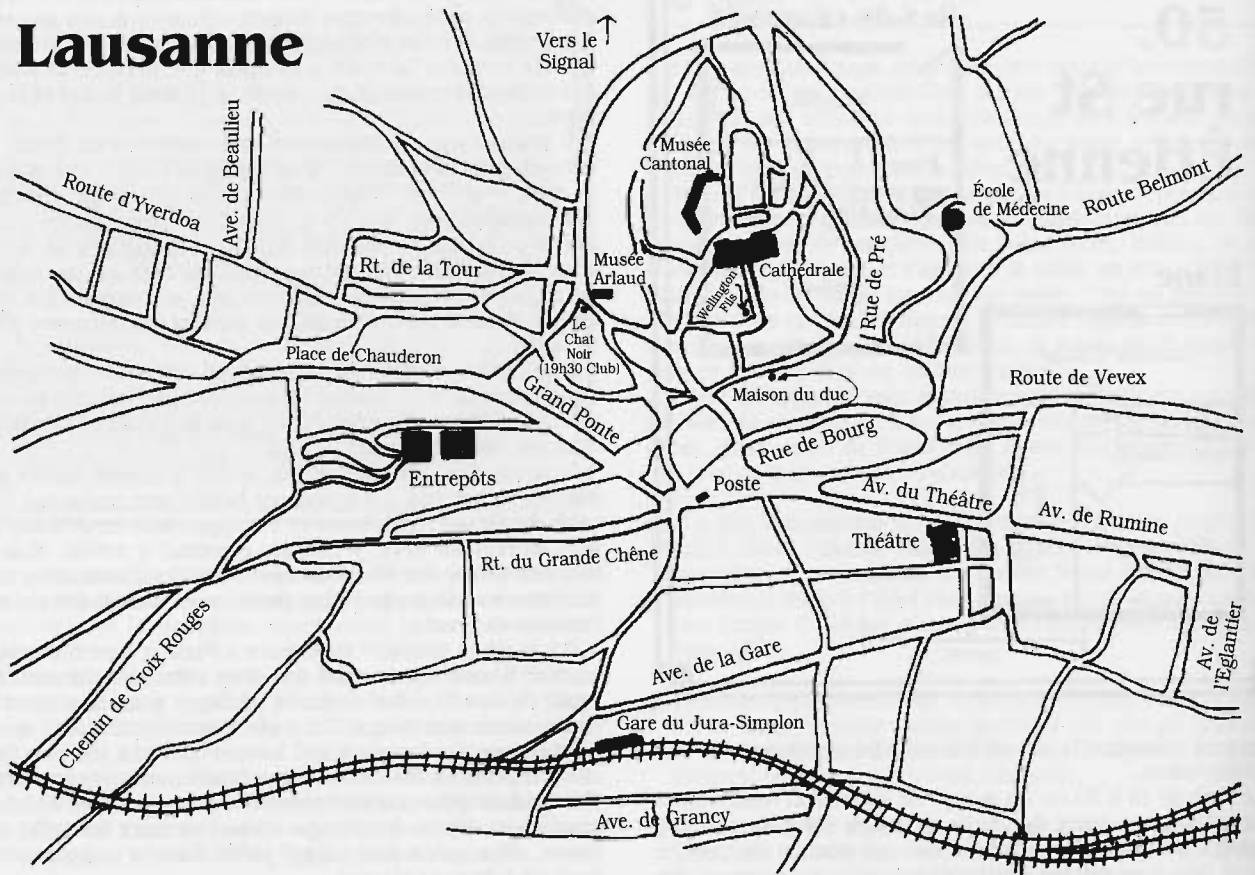 Lausanne
Vers le
Signal
Ave. de Beaulieu
Musée
Cantonal
Route d'Yverdoa
École
de Médecine
Route Belmont
Rt. de la Tour
Musée
Arlaud
Cathédrale
Wellington
Fils
Rue de Pré
Le
Chat
Noir
(19h30 Club)
Place de Chauderon
Grand Ponte
Maison du duc
Route de Vevex
Rue de Bourg
Entrepôts
Poste
Av. du Théâtre
Av. de Rumine
Théâtre
Rt. du Grande Chêne
Av. de
l'Eglantier
Chemin de Croix Rouges
Ave. de la Gare
Gare du Jura-Simplon
Ave. de Grancy